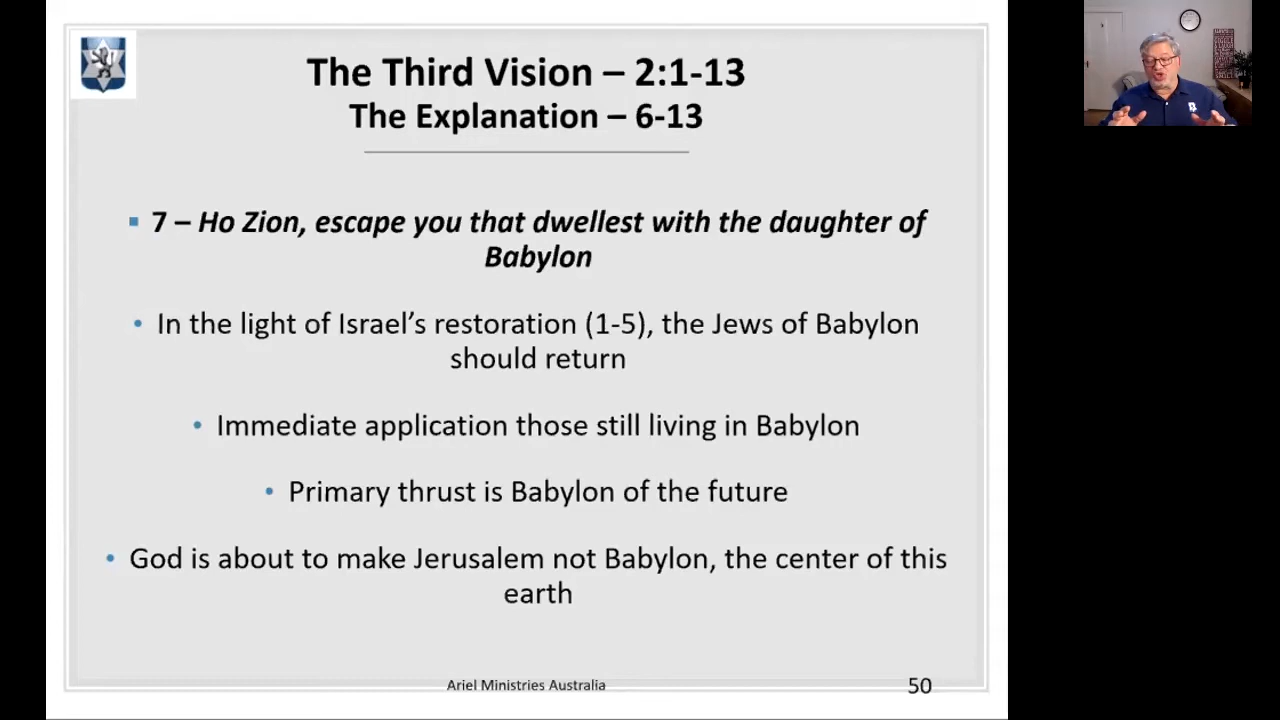 The Third Vision – 2:1-13
The Explanation – 6-13
▪ 7 – Ho Zion, escape you that dwellest with the daughter of
Babylon
• In the light of Israel’s restoration (1-5), the Jews of Babylon
should return
• Immediate application those still living in Babylon
• Primary thrust is Babylon of the future
• God is about to make Jerusalem not Babylon, the center of this
earth
Ariel Ministries Australia
50